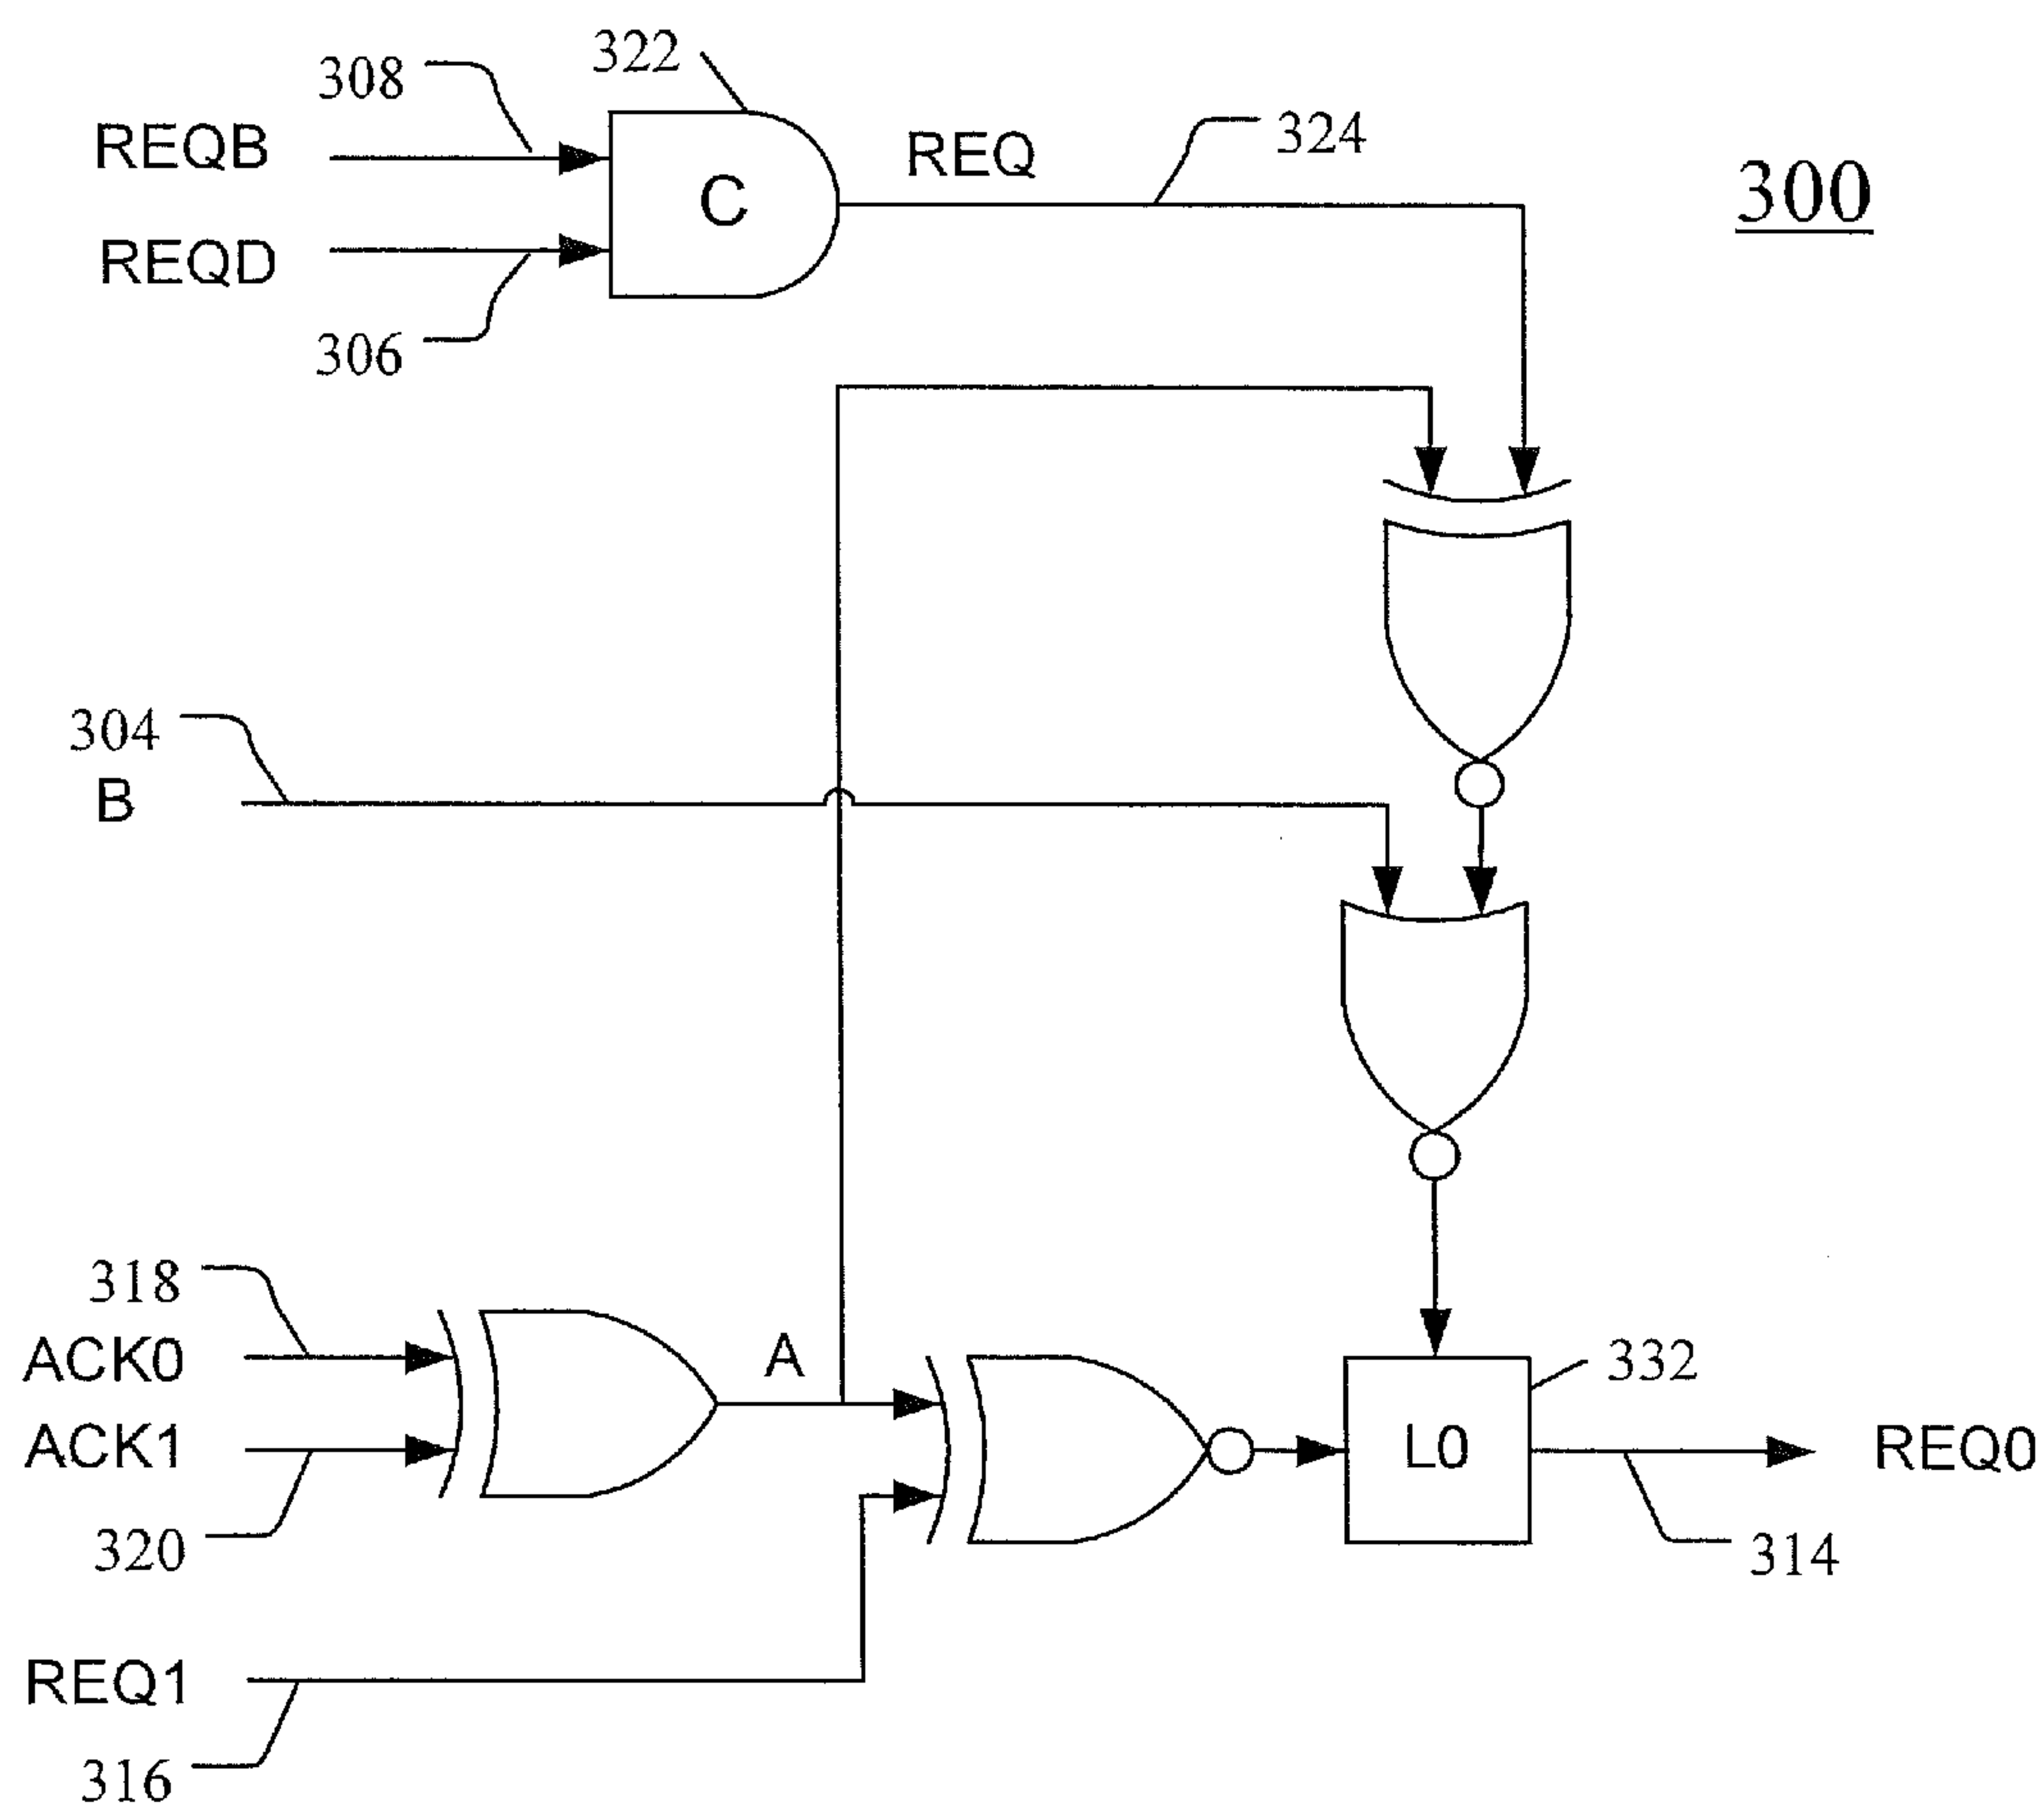 322
308
REQB
REQ
324
300
C
REQD
306
304
B
318
ACK0
A
332
ACK1
L0
REQ0
320
314
REQ1
316